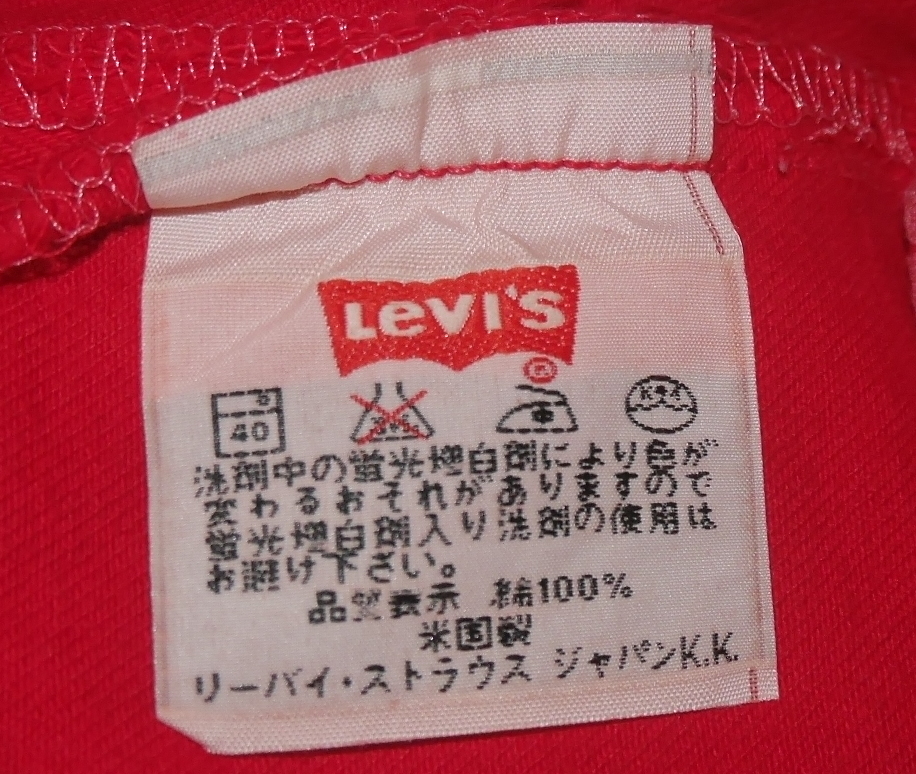 Levi's
®
40
洗剤中の蛍光増白剤により色が
変わるおそれがありますので
蛍光増白剤入り洗剤の使用は
お避け下さい。
品質表示 綿100%
米国製
リーバイ・ストラウス ジャパンK.K.